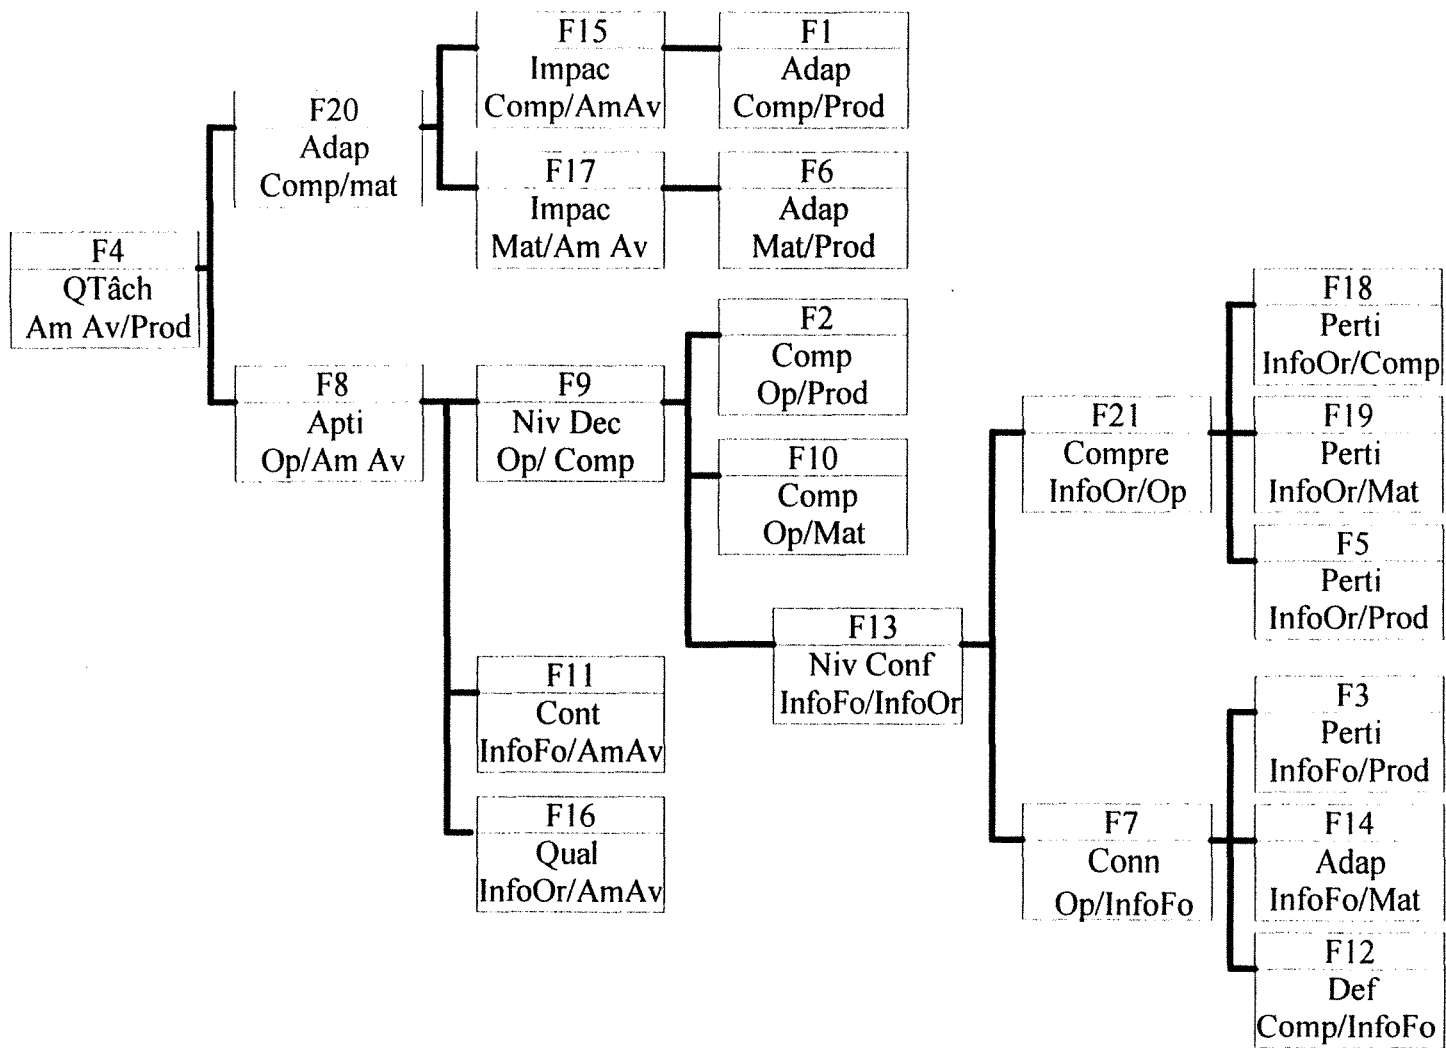 F15
Impac
Comp/AmAv
F1
Adap
Comp/Prod
F20
Adap
Comp/mat
F17
Impac
Mat/Am Av
F6
Adap
Mat/Prod
F4
QTâch
Am Av/Prod
F8
Apti
Op/Am Av
F9
Niv Dec
Op/ Comp
F2
Comp
Op/Prod
F10
Comp
Op/Mat
F18
Perti
InfoOr/Comp
F21
Compre
InfoOr/Op
F19
Perti
InfoOr/Mat
F5
Perti
InfoOr/Prod
F13
Niv Conf
InfoFo/InfoOr
F11
Cont
InfoFo/AmAv
F16
Qual
InfoOr/AmAv
F3
Perti
InfoFo/Prod
F7
Conn
Op/InfoFo
F14
Adap
InfoFo/Mat
F12
Def
Comp/InfoFo